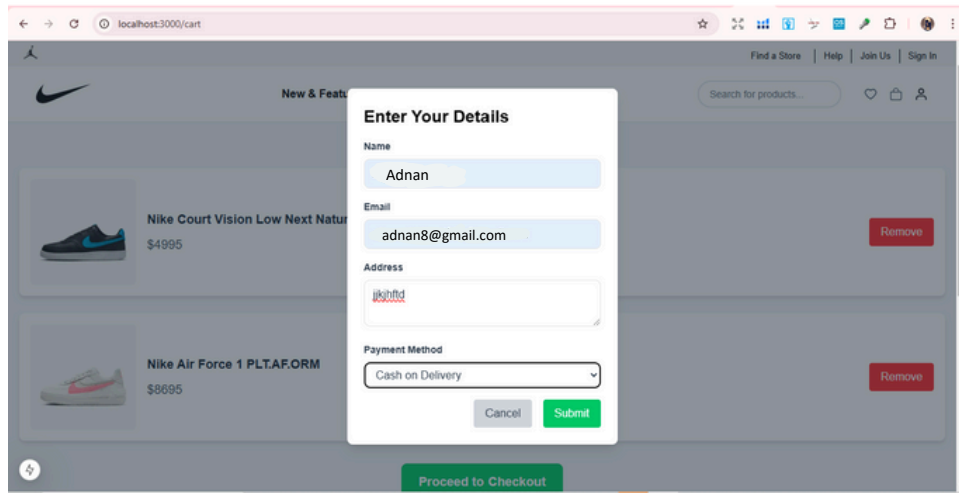 localhost:3000/cart
Find a Store | Help | Join Us | Sign In
New & Featu
Search for products...
Enter Your Details
Name
Adnan
Email
adnan8@gmail.com
Address
jjkjhftd
Payment Method
Cash on Delivery
Cancel
Submit
Nike Court Vision Low Next Natur
$4995
Remove
Nike Air Force 1 PLT.AF.ORM
$8695
Remove
Proceed to Checkout